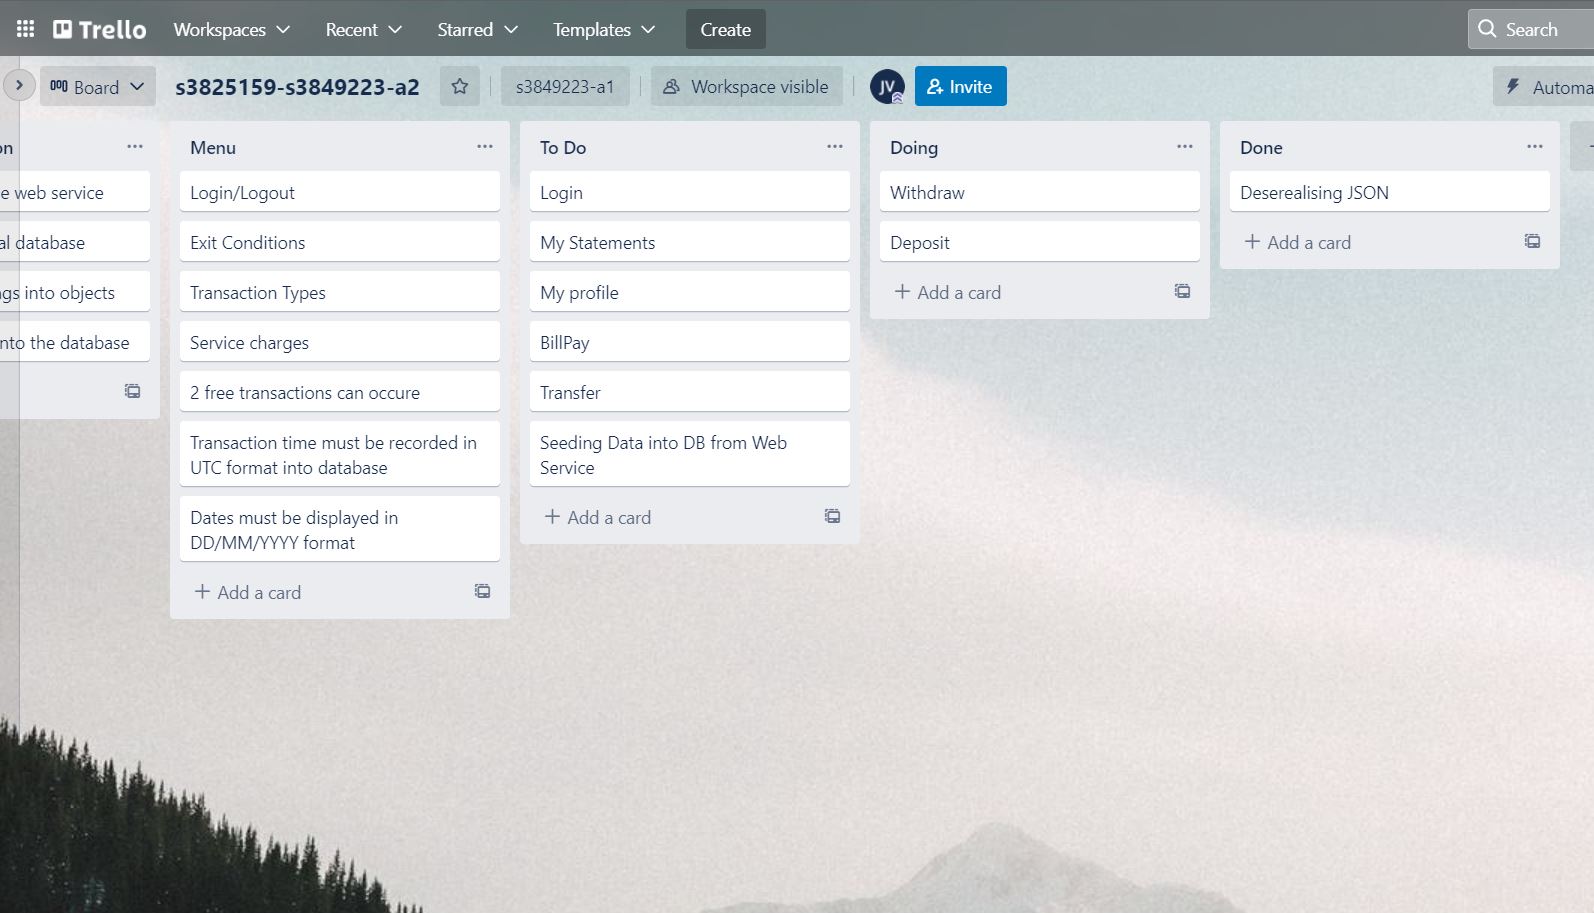 Trello
Workspaces
Recent
Starred
Templates
Create
Search
Board
s3825159-s3849223-a2
s3849223-a1
Workspace visible
JV
Invite
Automa
on
e web service
al database
gs into objects
nto the database
Menu
Login/Logout
Exit Conditions
Transaction Types
Service charges
2 free transactions can occure
Transaction time must be recorded in
UTC format into database
Dates must be displayed in
DD/MM/YYYY format
+ Add a card
To Do
Login
My Statements
My profile
BillPay
Transfer
Seeding Data into DB from Web
Service
+ Add a card
Doing
Withdraw
Deposit
+ Add a card
Done
Deserealising JSON
+ Add a card